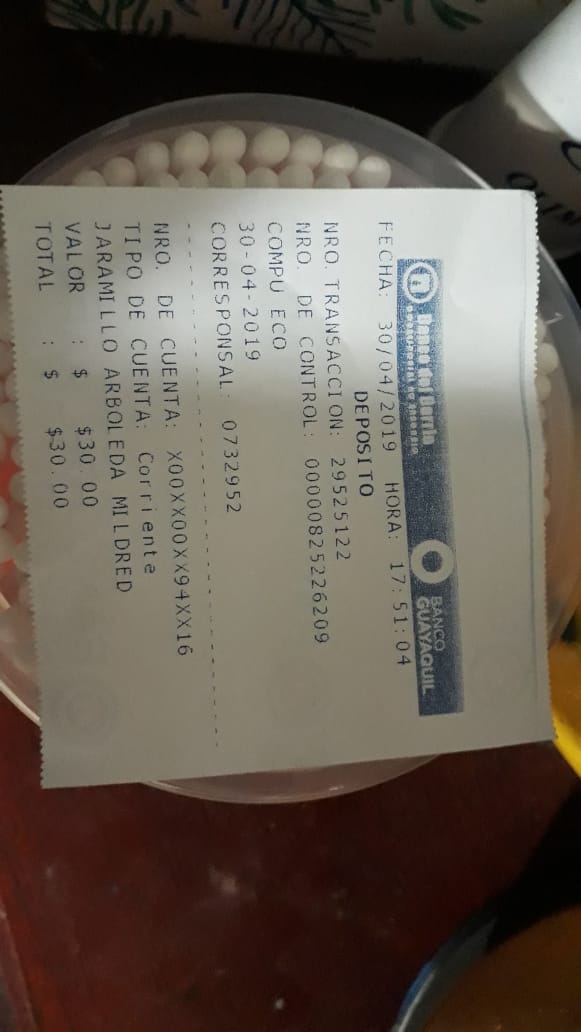 Banco del Barrio
BANCO
GUAYAQUIL
FECHA: 30/04/2019 HORA: 17:51:04
DEPOSITO
NRO. TRANSACCION: 29525122
NRO. DE CONTROL: 00000825226209
COMPU ECO
30-04-2019
CORRESPONSAL: 0732952
NRO. DE CUENTA: X00XX00XX94XX16
TIPO DE CUENTA: Corriente
JARAMILLO ARBOLEDA MILDRED
VALOR : $ $30.00
TOTAL : $ $30.00